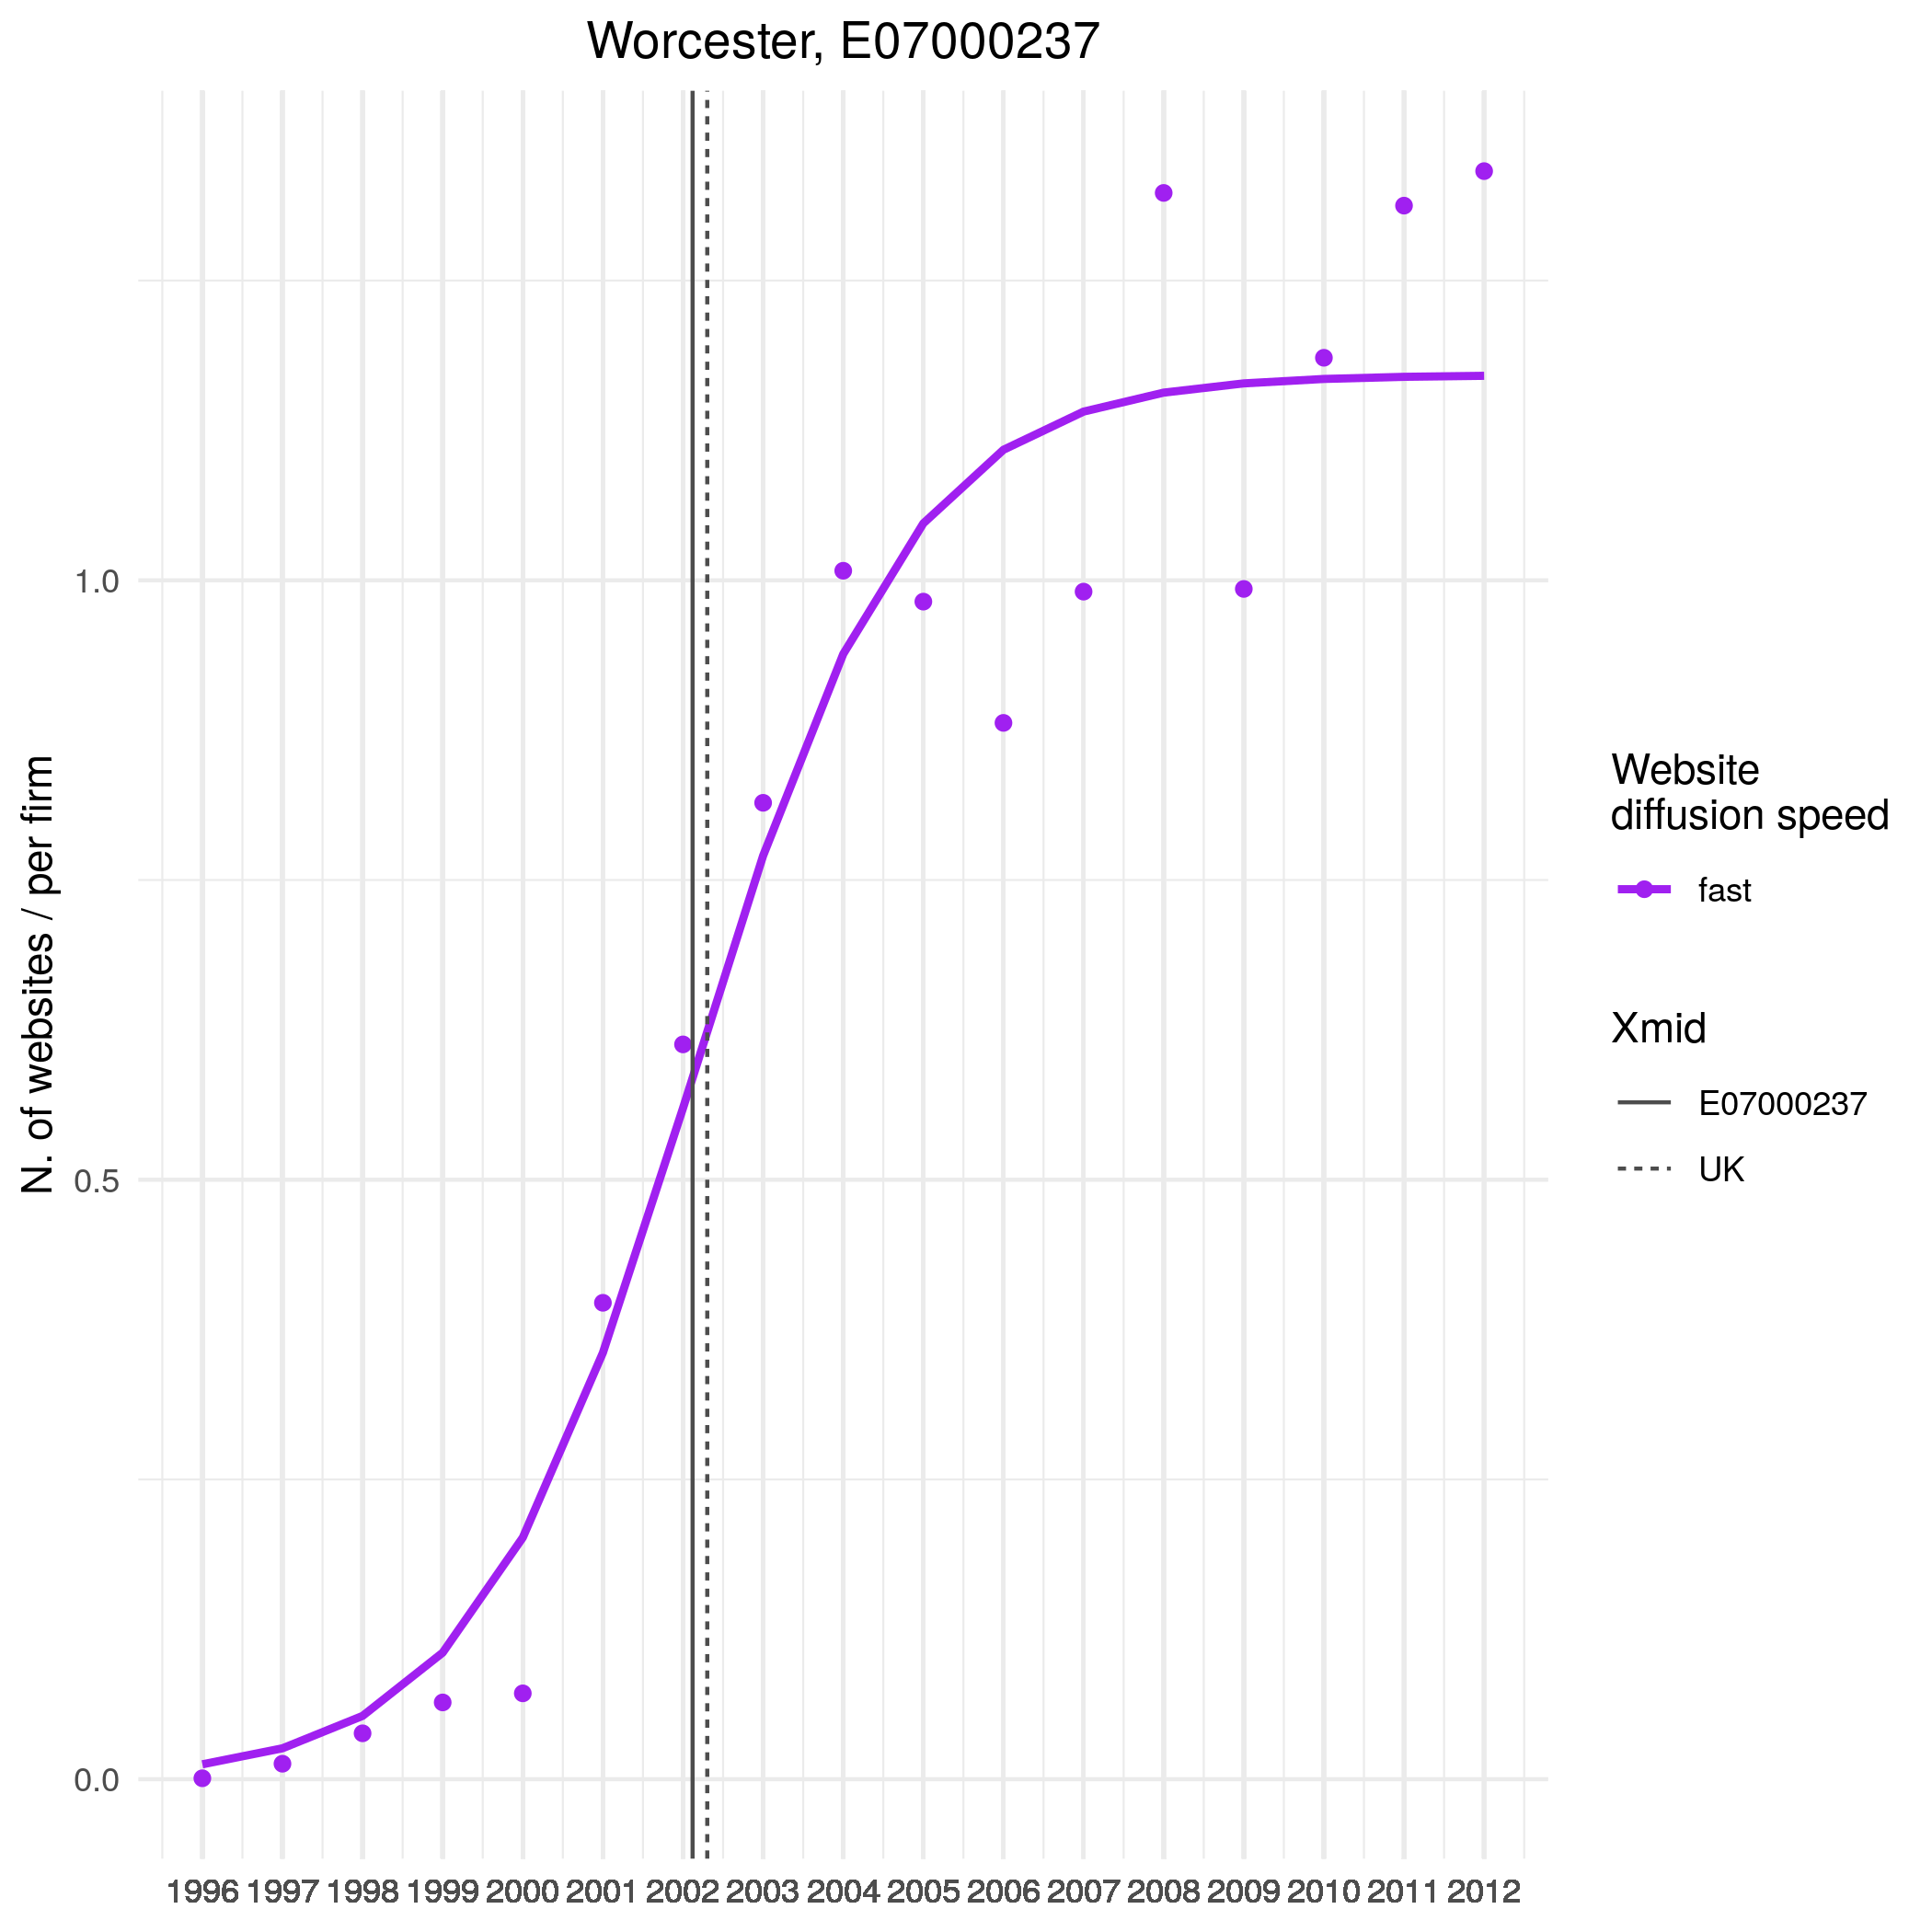 Worcester, E07000237
N. of websites / per firm
1.0
0.5
0.0
1996 1997 1998 1999 2000 2001 2002 2003 2004 2005 2006 2007 2008 2009 2010 2011 2012
Website
diffusion speed
fast
Xmid
E07000237
UK